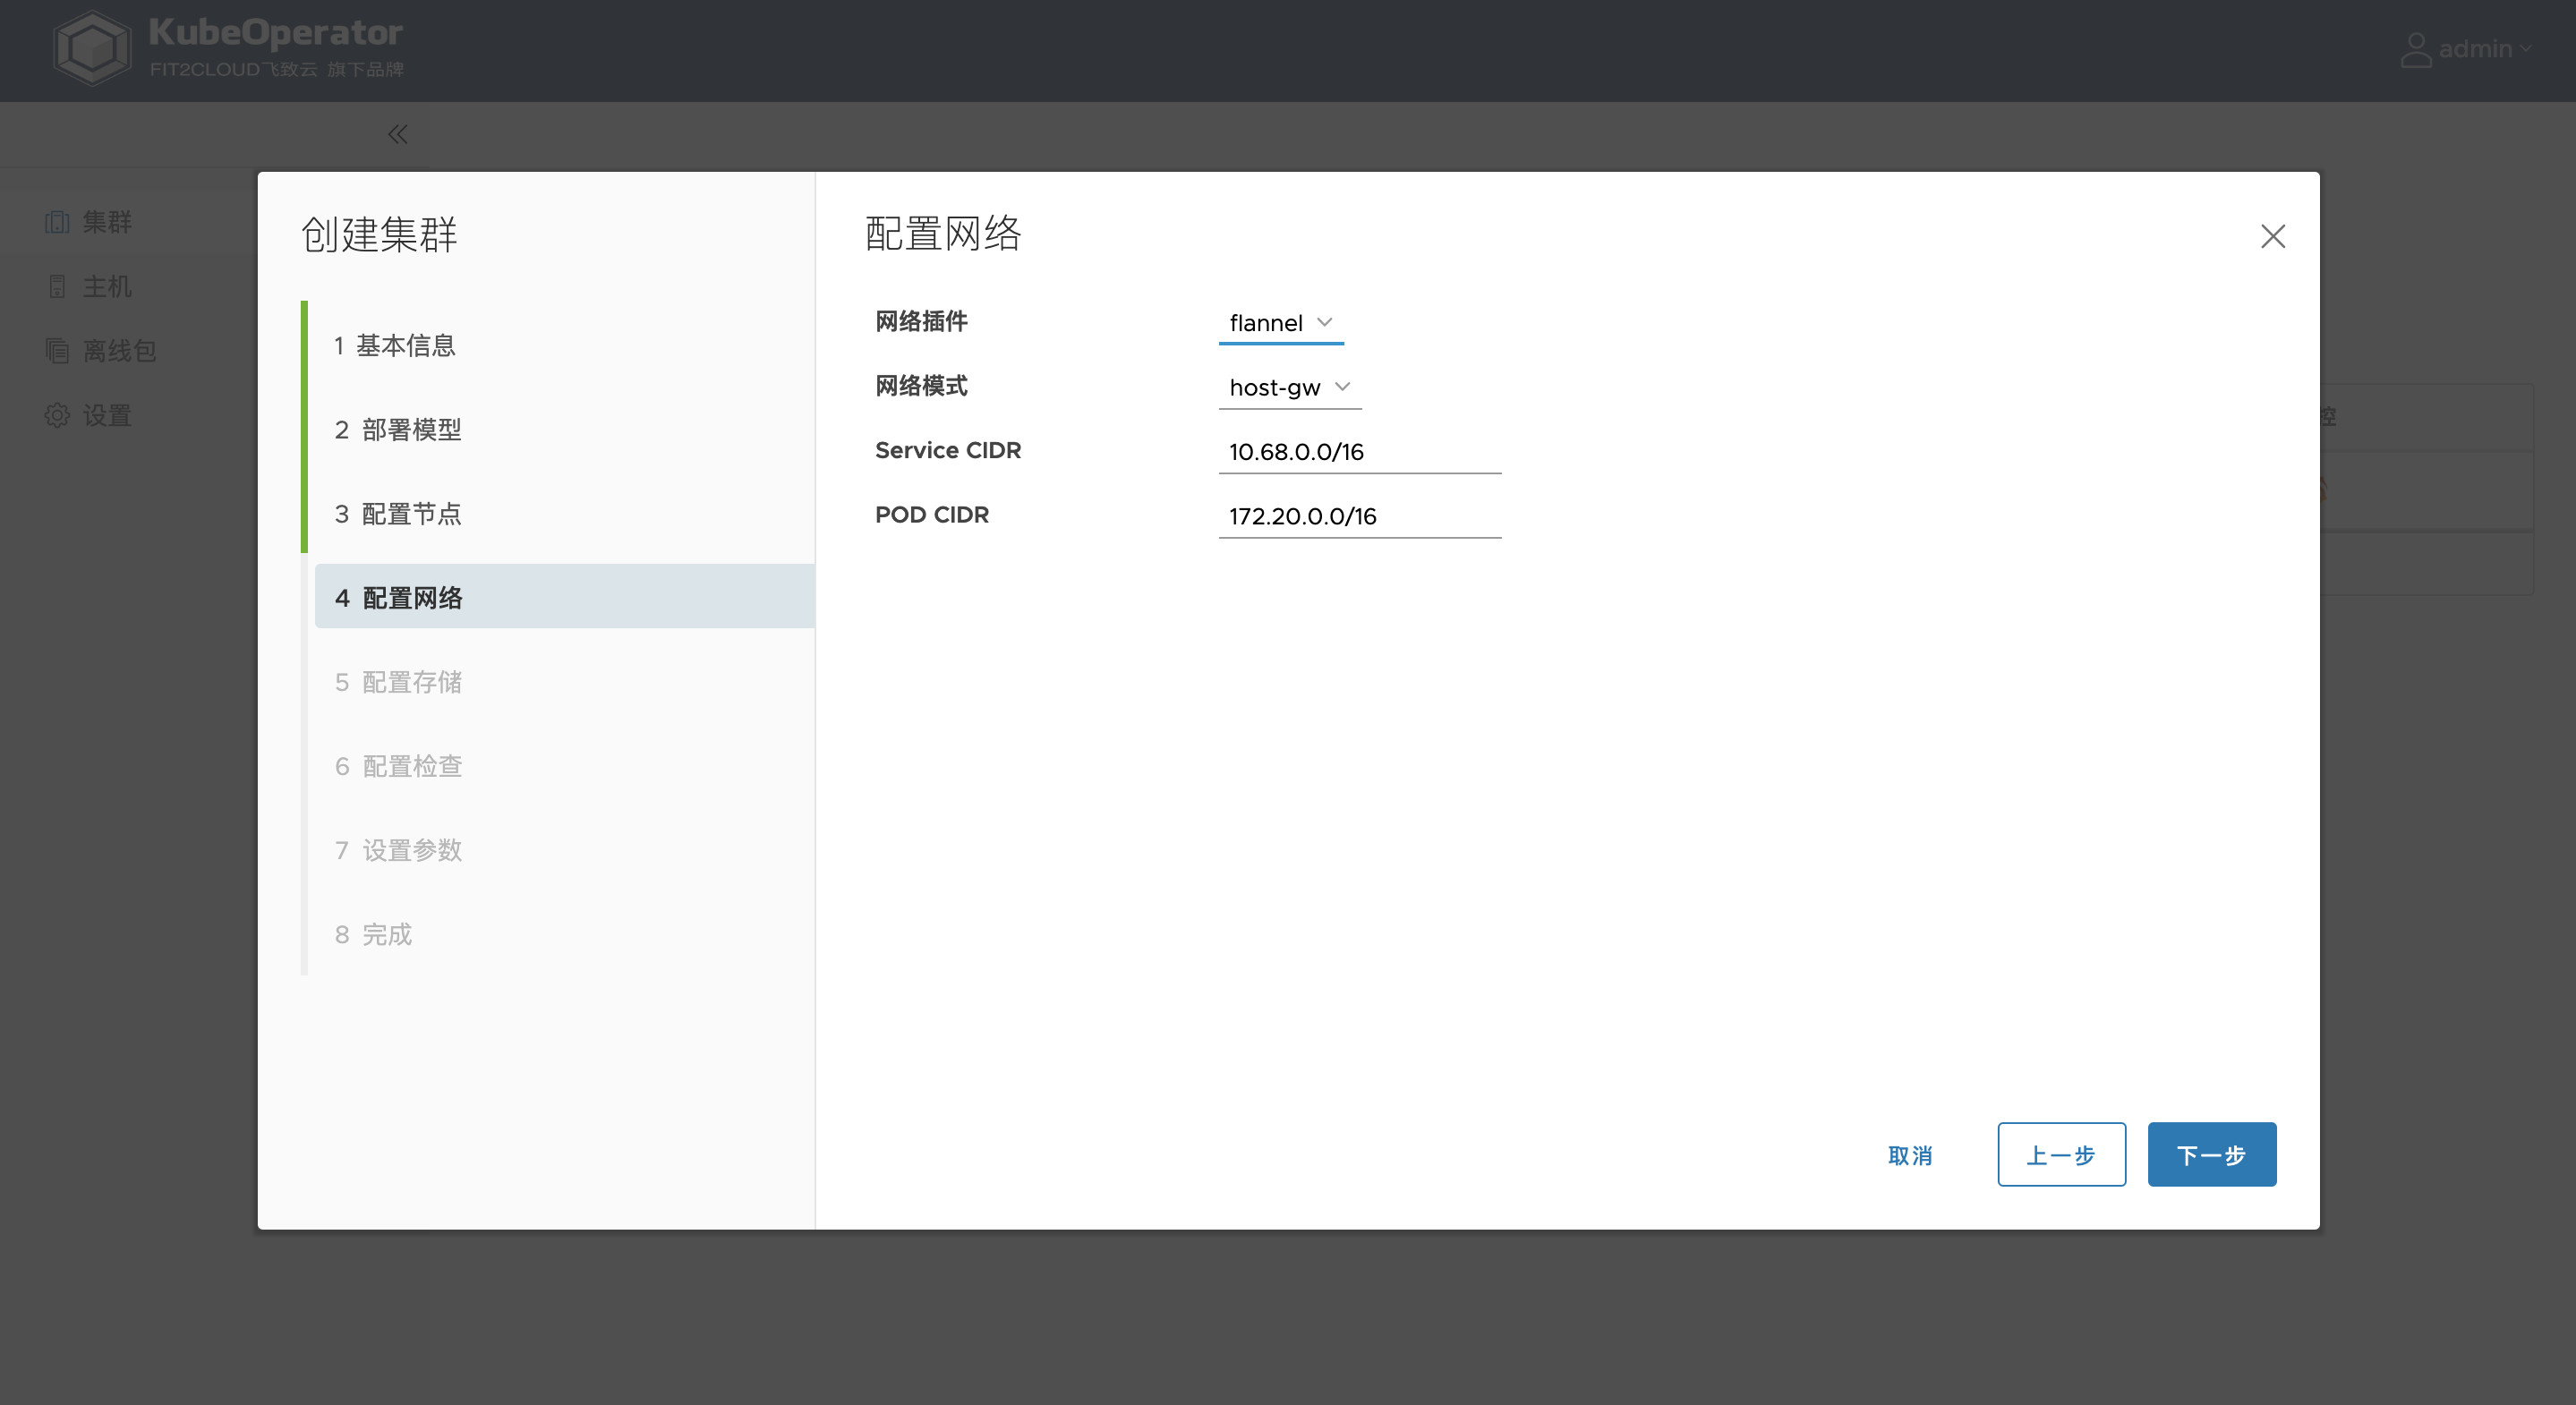 KubeOperator
FIT2CLOUD飞致云 旗下品牌
admin
集群
主机
离线包
设置
创建集群
1 基本信息
2 部署模型
3 配置节点
4 配置网络
5 配置存储
6 配置检查
7 设置参数
8 完成
配置网络
网络插件 flannel
网络模式 host-gw
Service CIDR 10.68.0.0/16
POD CIDR 172.20.0.0/16
取消 上一步 下一步
控